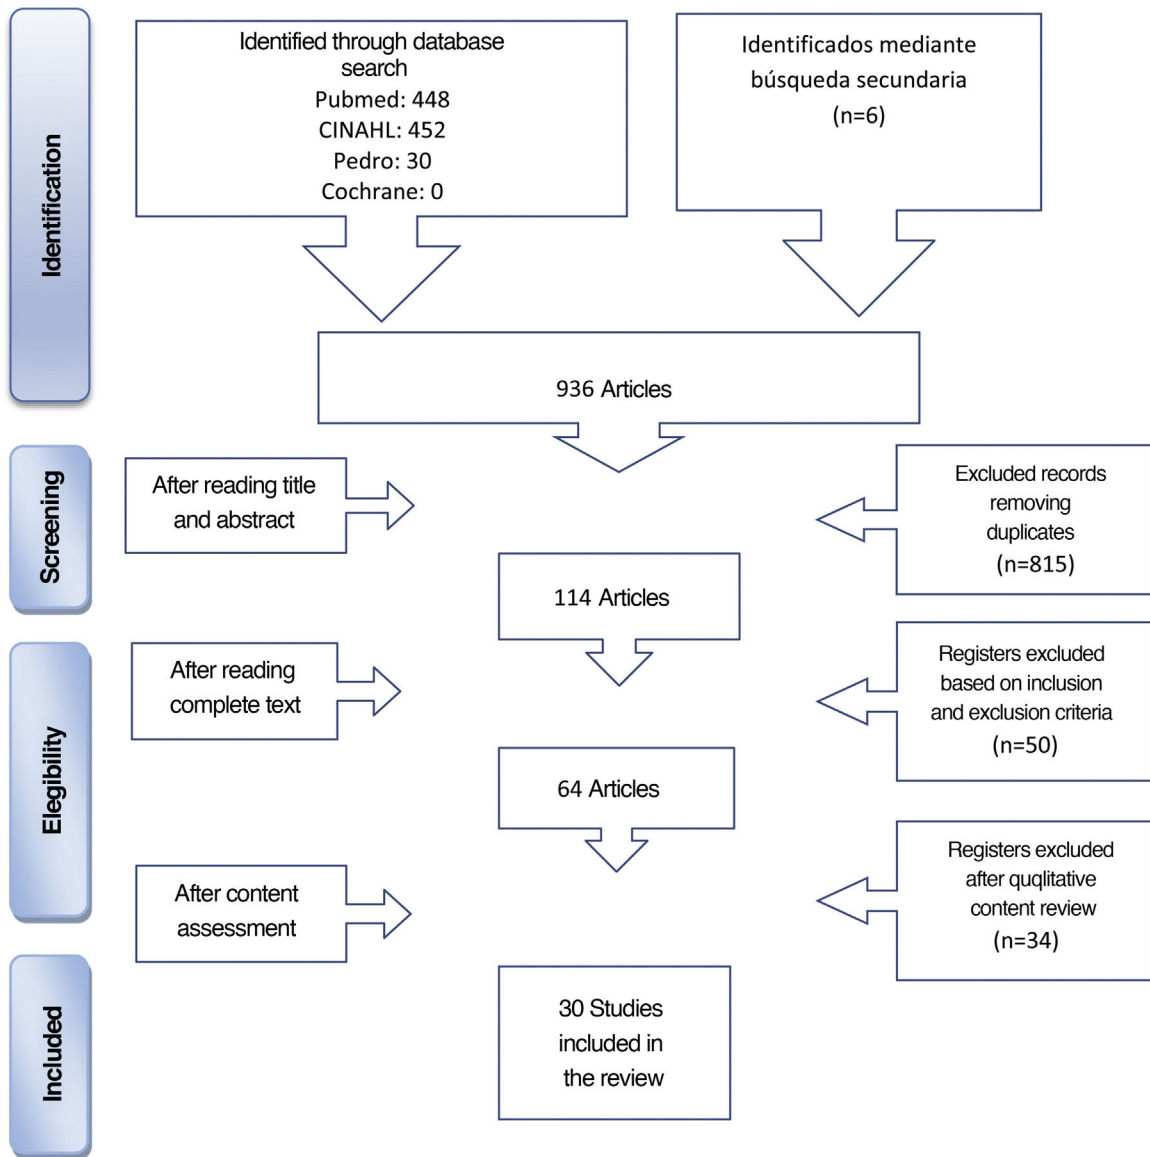 Identification
Identified through database
search
Pubmed: 448
CINAHL: 452
Pedro: 30
Cochrane: 0
Identificados mediante
búsqueda secundaria
(n=6)
936 Articles
Screening
After reading title
and abstract
Excluded records
removing
duplicates
(n=815)
114 Articles
Elegibility
After reading
complete text
Registers excluded
based on inclusion
and exclusion criteria
(n=50)
64 Articles
After content
assessment
Registers excluded
after quqlitative
content review
(n=34)
Included
30 Studies
included in
the review